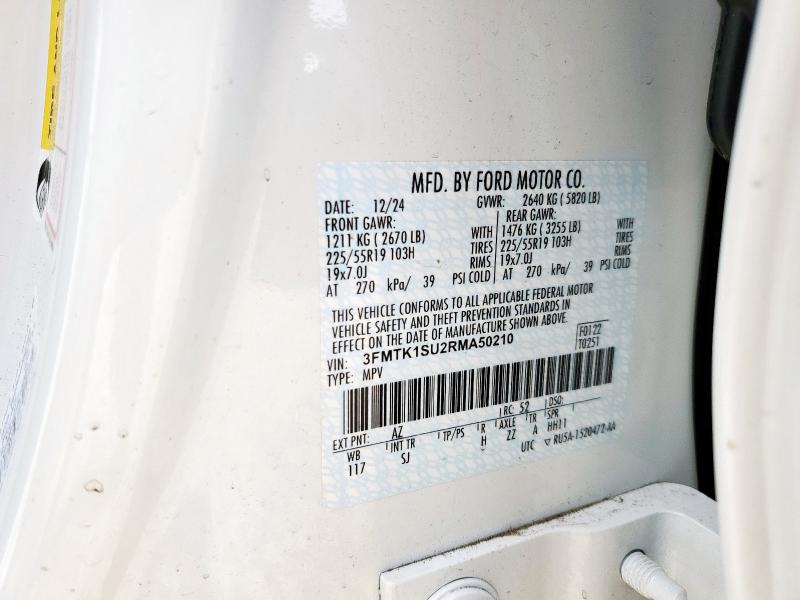 MFD. BY FORD MOTOR CO.
DATE: 12/24 GVWR: 2640 KG ( 5820 LB)
FRONT GAWR: REAR GAWR:
1211 KG ( 2670 LB) WITH 1476 KG ( 3255 LB) WITH
225/55R19 103H TIRES 225/55R19 103H TIRES
19x7.0J RIMS 19x7.0J RIMS
AT 270 kPa/ 39 PSI COLD AT 270 kPa/ 39 PSI COLD
THIS VEHICLE CONFORMS TO ALL APPLICABLE FEDERAL MOTOR
VEHICLE SAFETY AND THEFT PREVENTION STANDARDS IN
EFFECT ON DATE OF MANUFACTURE SHOWN ABOVE.
VIN: 3FMTK1SU2RMA50210 F0122
TYPE: MPV T0251
RC: 52 DSO:
EXT PNT: AZ
WB INT TR TP/PS R AXLE TR SPR
117 SJ H ZZ A HH11
UTC ▽ RU5A-1520472-AA